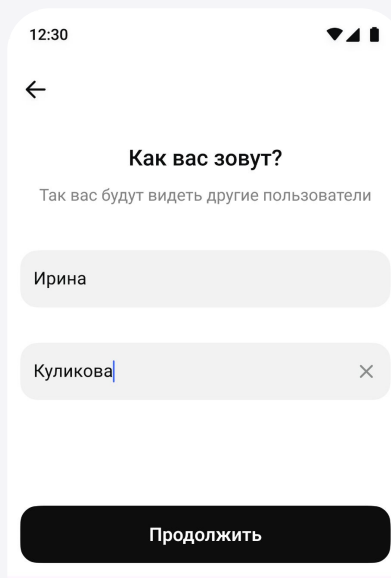 12:30
Как вас зовут?
Так вас будут видеть другие пользователи
Ирина
Куликова
Продолжить